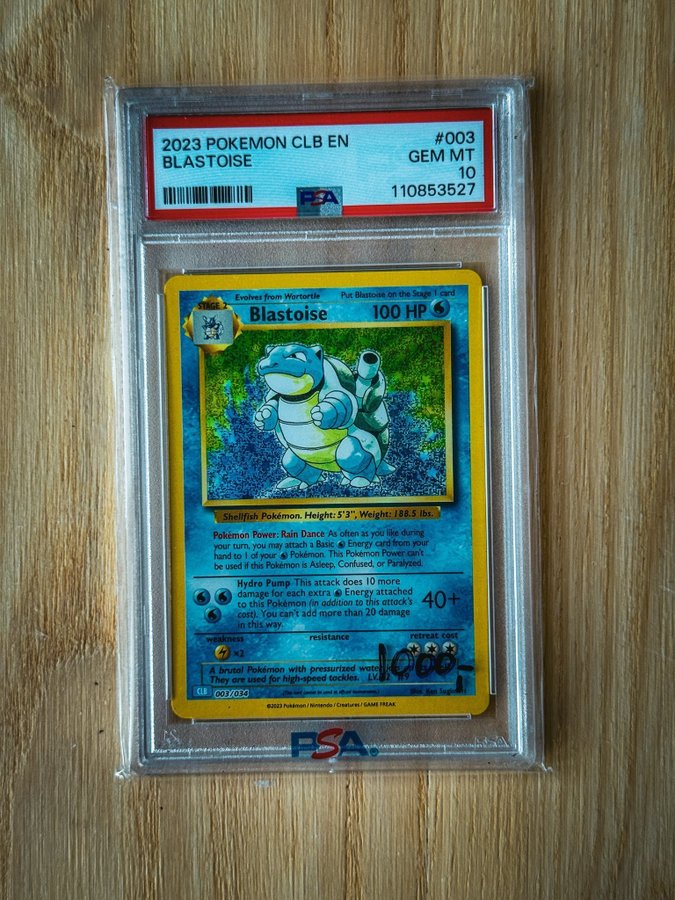 2023 POKEMON CLB EN #003
BLASTOISE GEM MT
10
PSA 110853527
STAGE 2 Evolves from Wartortle Put Blastoise on the Stage 1 card
Blastoise 100 HP
Shellfish Pokémon. Height: 5'3", Weight: 188.5 lbs.
Pokémon Power: Rain Dance As often as you like during
your turn, you may attach a Basic Energy card from your
hand to 1 of your Pokémon. This Pokémon Power can't
be used if this Pokémon is Asleep, Confused, or Paralyzed.
Hydro Pump This attack does 10 more
damage for each extra Energy attached
to this Pokémon (in addition to this attack's
cost). You can't add more than 20 damage
in this way.
40+
weakness resistance retreat cost
×2
1000,-
A brutal Pokémon with pressurized water
They are used for high-speed tackles. LV.
CLB 003/034 Illus. Ken Sugimori
©2023 Pokémon / Nintendo / Creatures / GAME FREAK
PSA